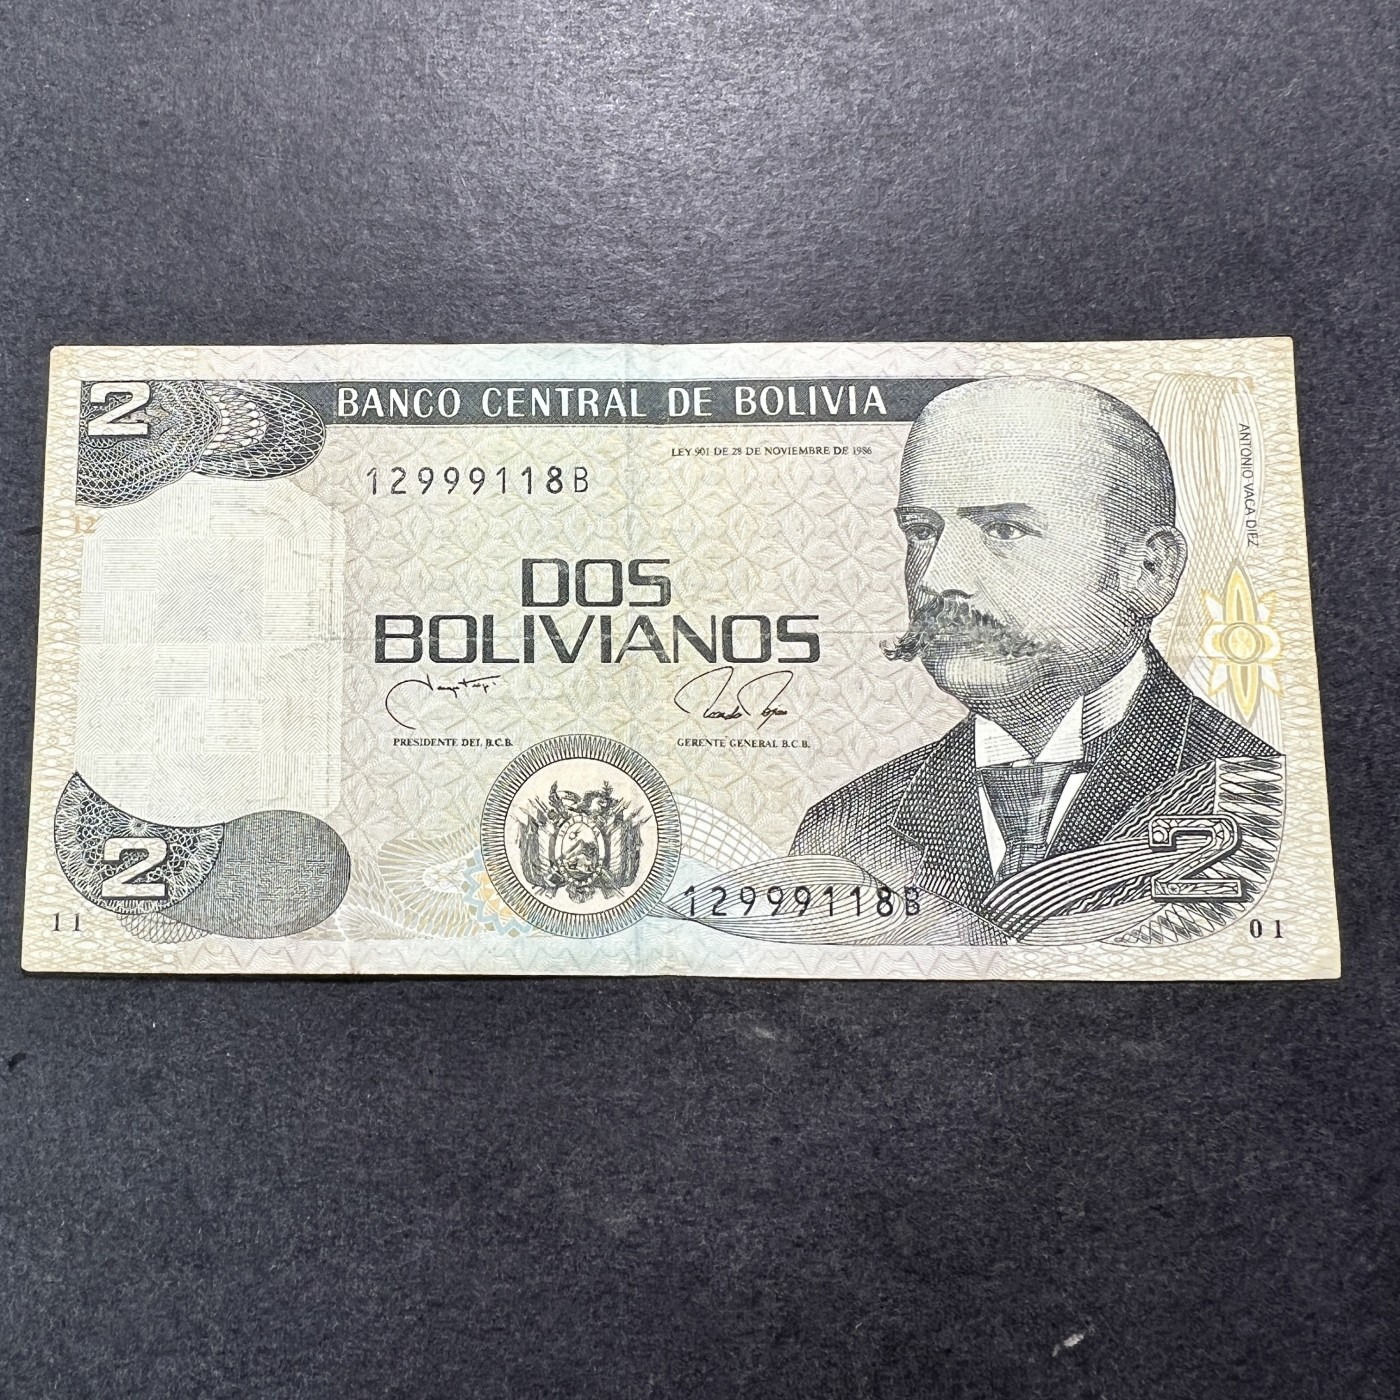 2
BANCO CENTRAL DE BOLIVIA
LEY 901 DE 28 DE NOVIEMBRE DE 1986
12999118B
ANTONIO VACA DIEZ
12
DOS
BOLIVIANOS
PRESIDENTE DEL B.C.B.
GERENTE GENERAL B.C.B.
2
2
12999118B
11
01